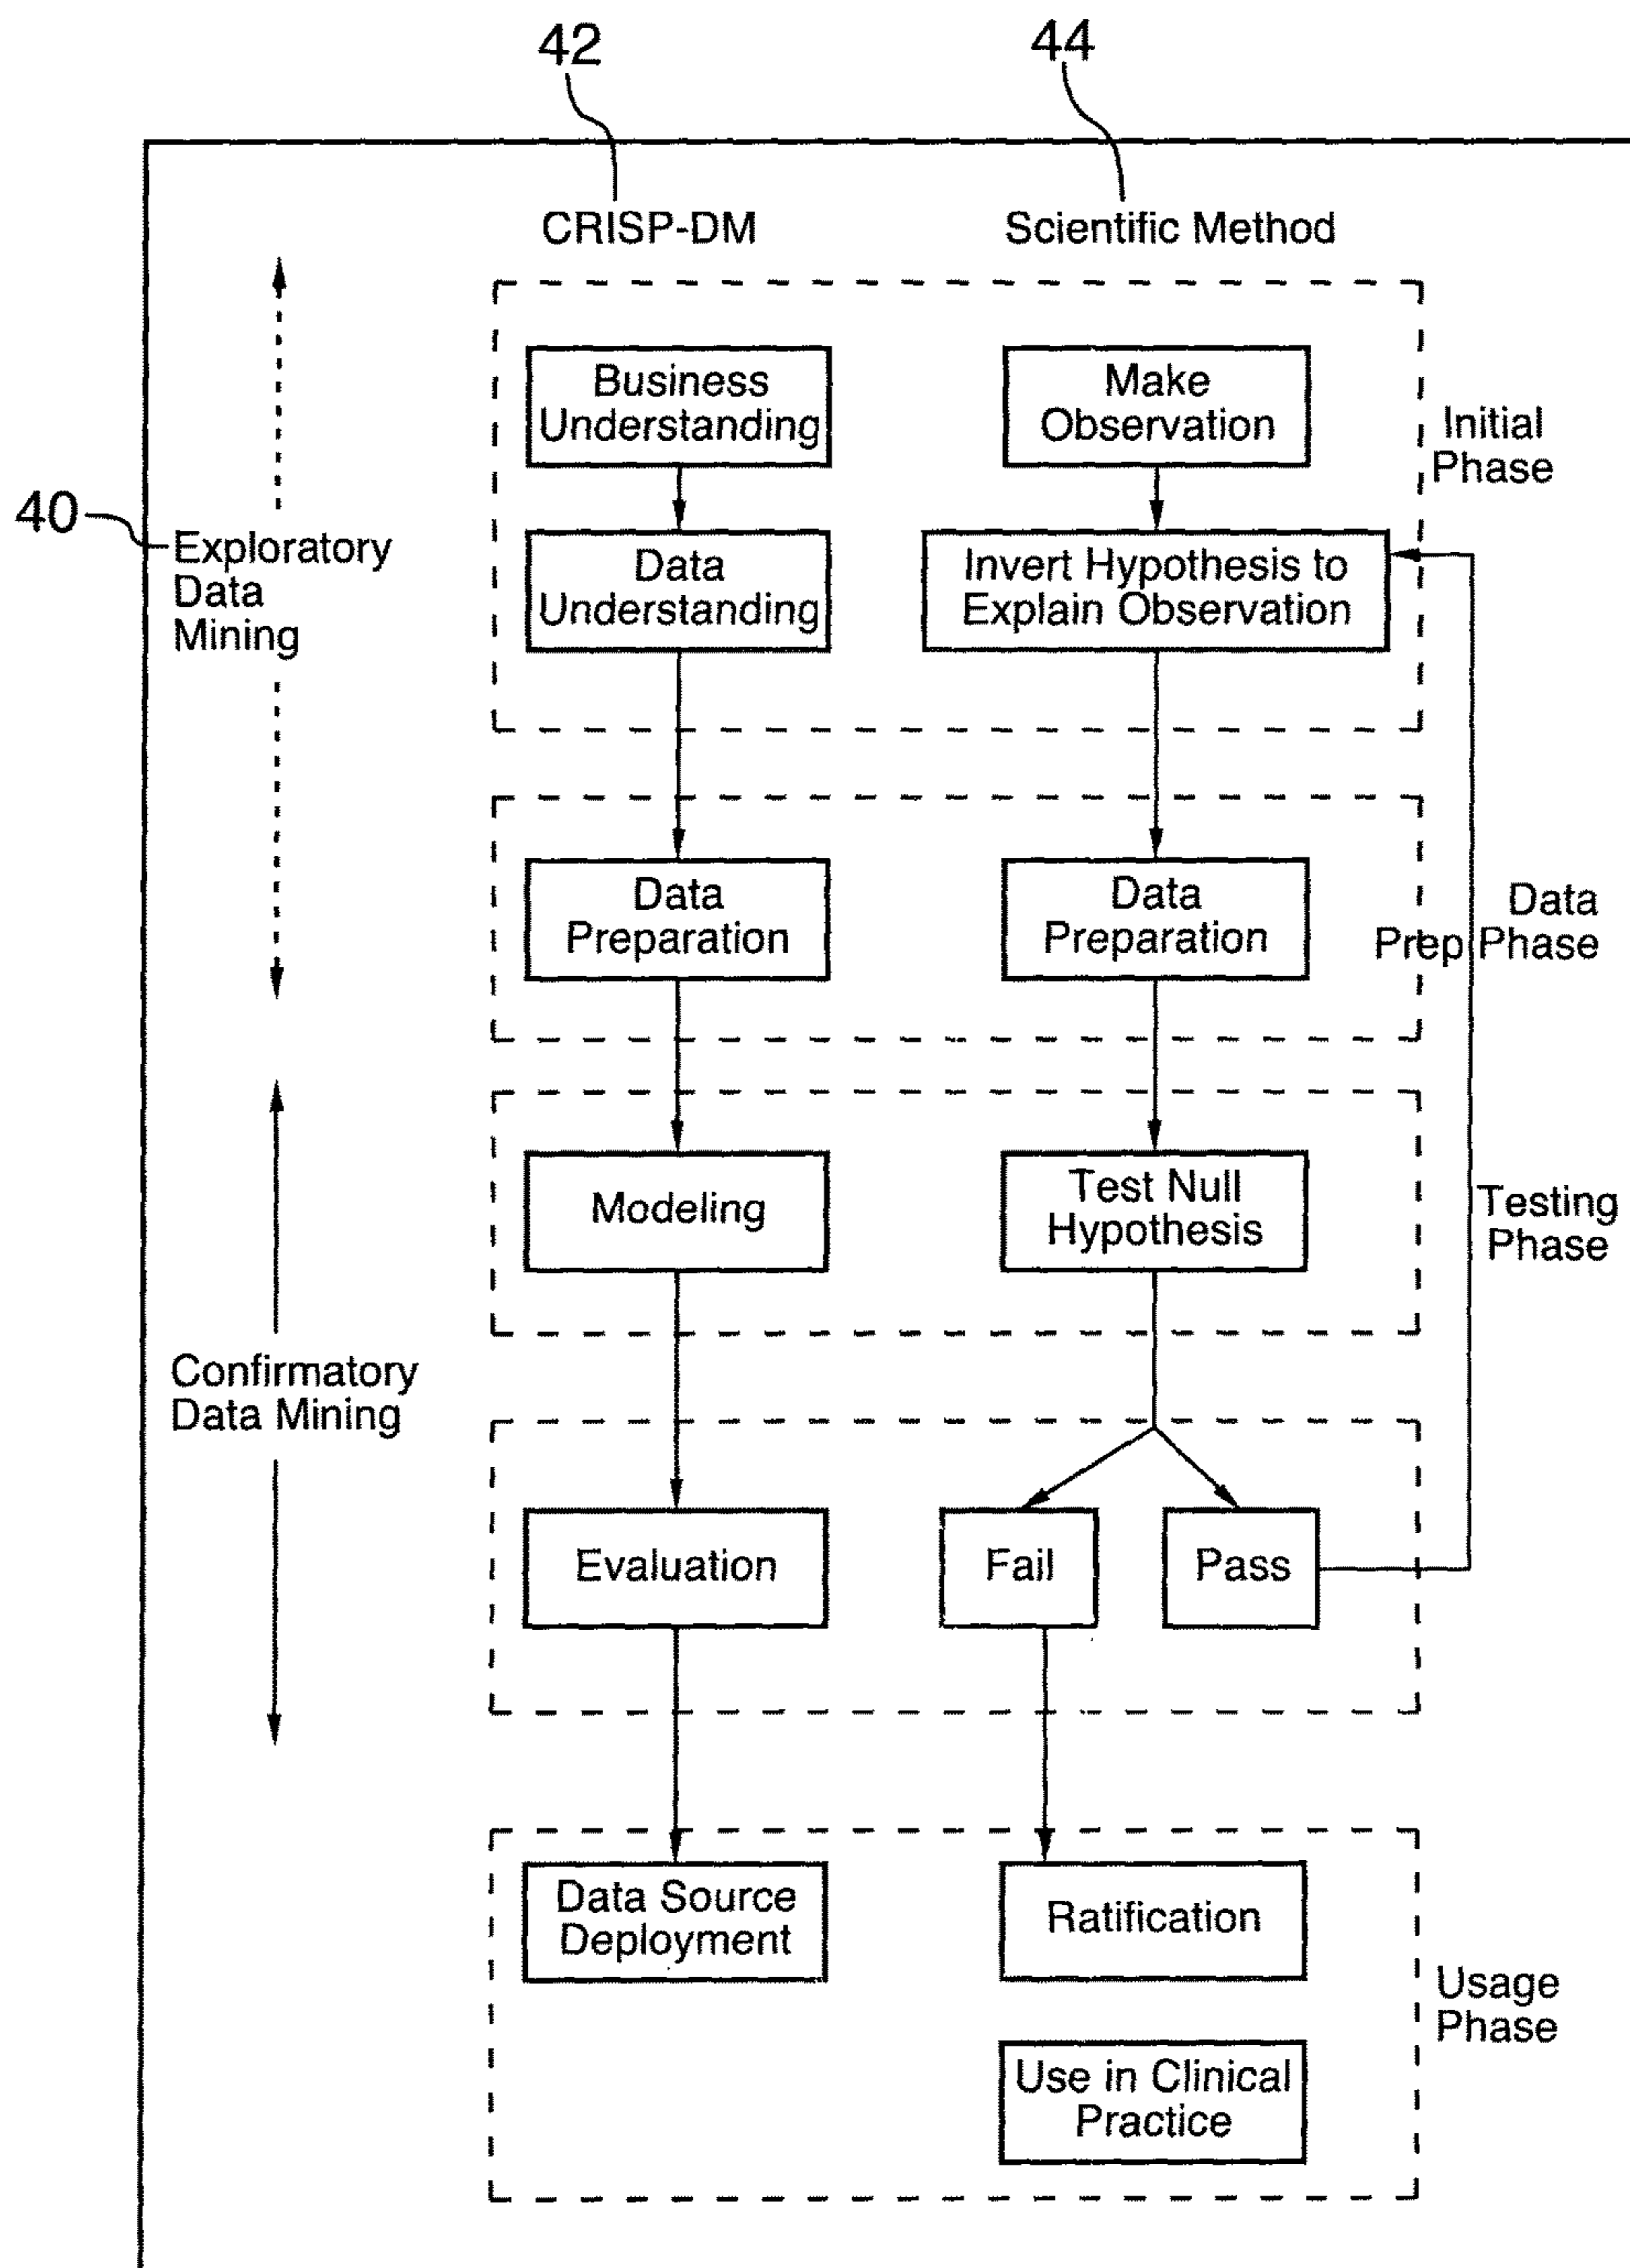 42
44
CRISP-DM
Scientific Method
Business
Understanding
Make
Observation
Initial
Phase
40
Exploratory
Data
Mining
Data
Understanding
Invert Hypothesis to
Explain Observation
Data
Preparation
Data
Preparation
Data
Prep Phase
Modeling
Test Null
Hypothesis
Testing
Phase
Confirmatory
Data Mining
Evaluation
Fail
Pass
Data Source
Deployment
Ratification
Usage
Phase
Use in Clinical
Practice